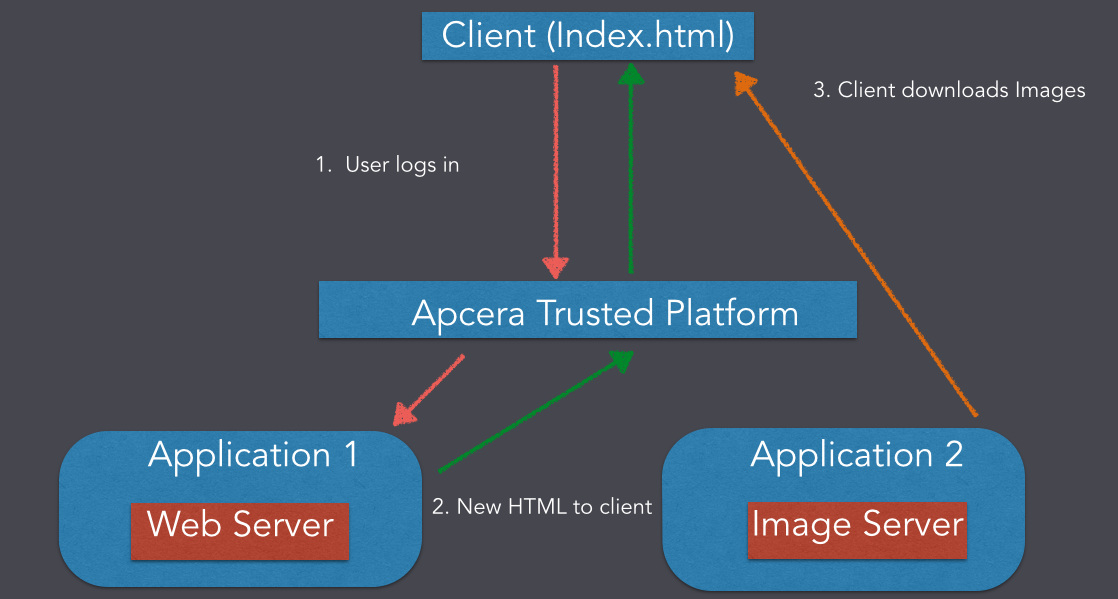 Client (Index.html)
3. Client downloads Images
1. User logs in
Apcera Trusted Platform
Application 1
Application 2
Web Server
2. New HTML to client
Image Server